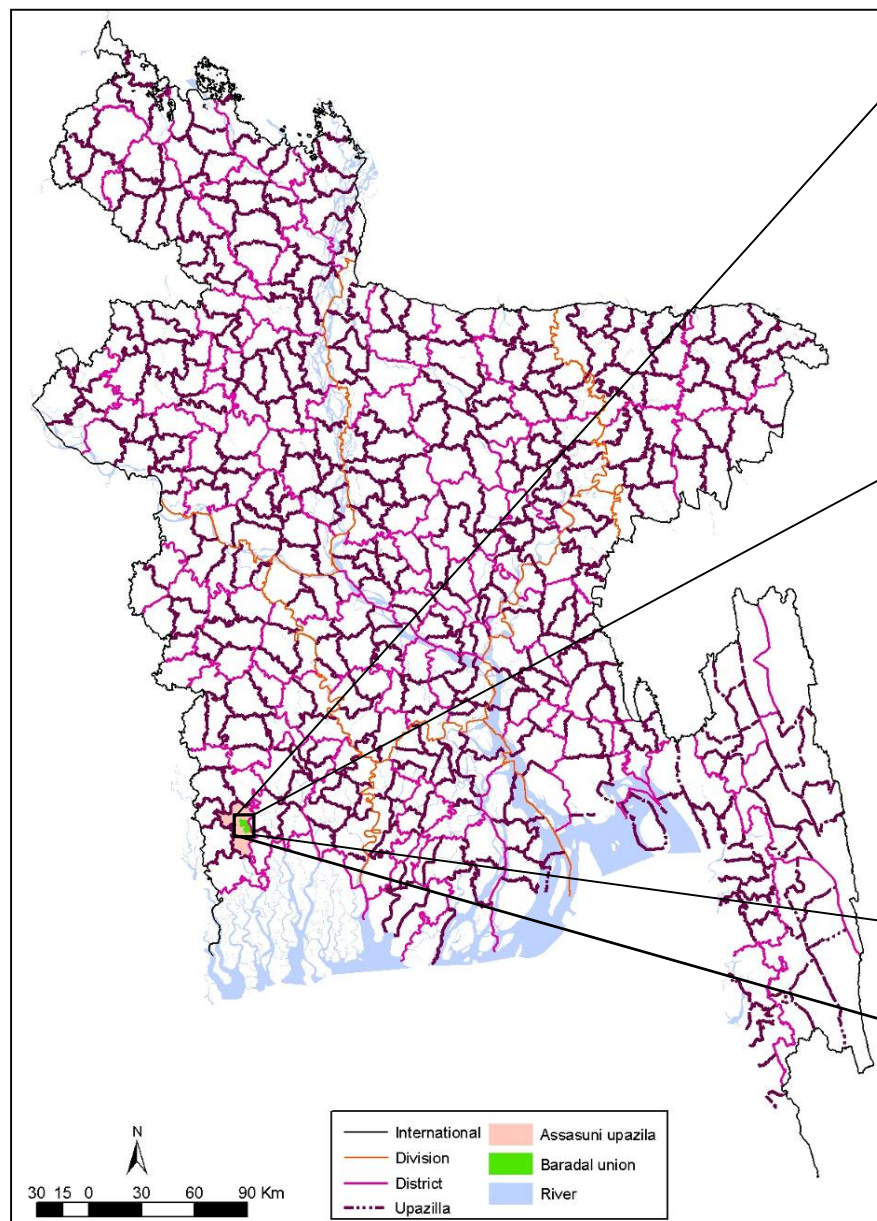 N
30 15 0 30 60 90 Km
International
Division
District
Upazilla
Assasuni upazila
Baradal union
River